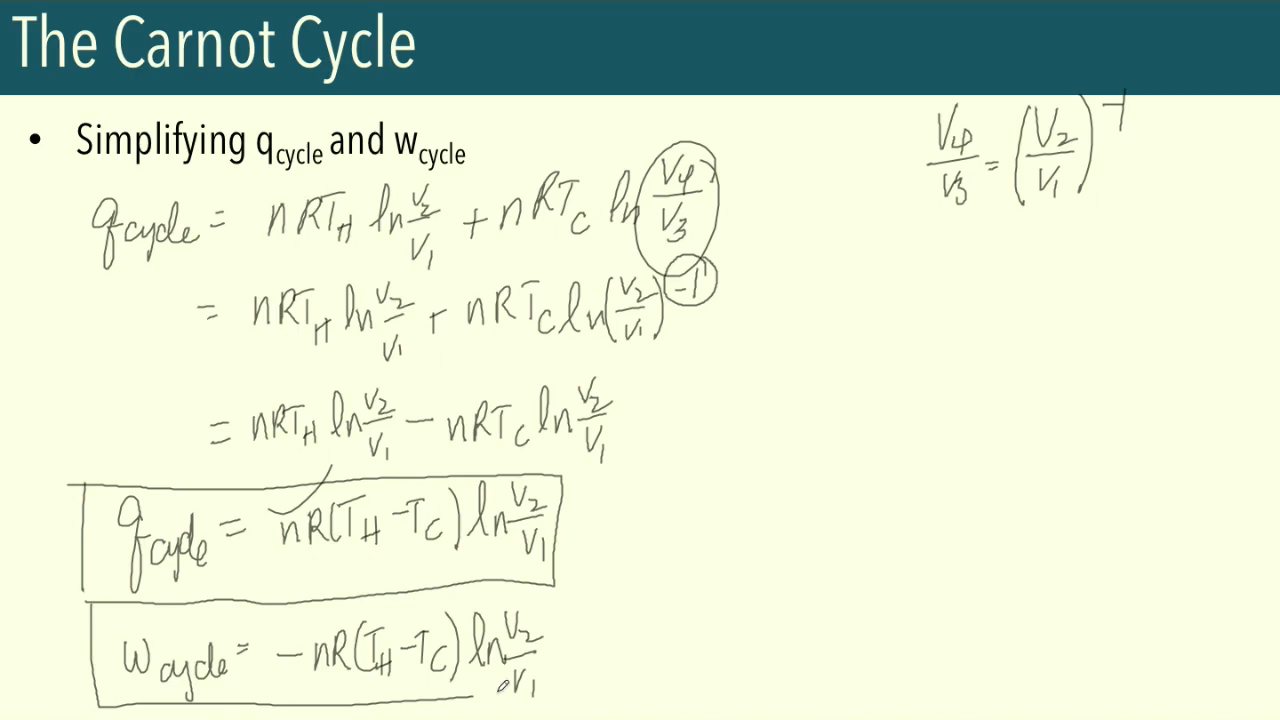 The Carnot Cycle
• Simplifying q_cycle and w_cycle
V4/V3 = (V2/V1)^-1
q_cycle = nRT_H ln V2/V1 + nRT_C ln V4/V3
= nRT_H ln V2/V1 + nRT_C ln(V2/V1)^-1
= nRT_H ln V2/V1 − nRT_C ln V2/V1
q_cycle = nR(T_H − T_C) ln V2/V1
w_cycle = − nR(T_H − T_C) ln V2/V1